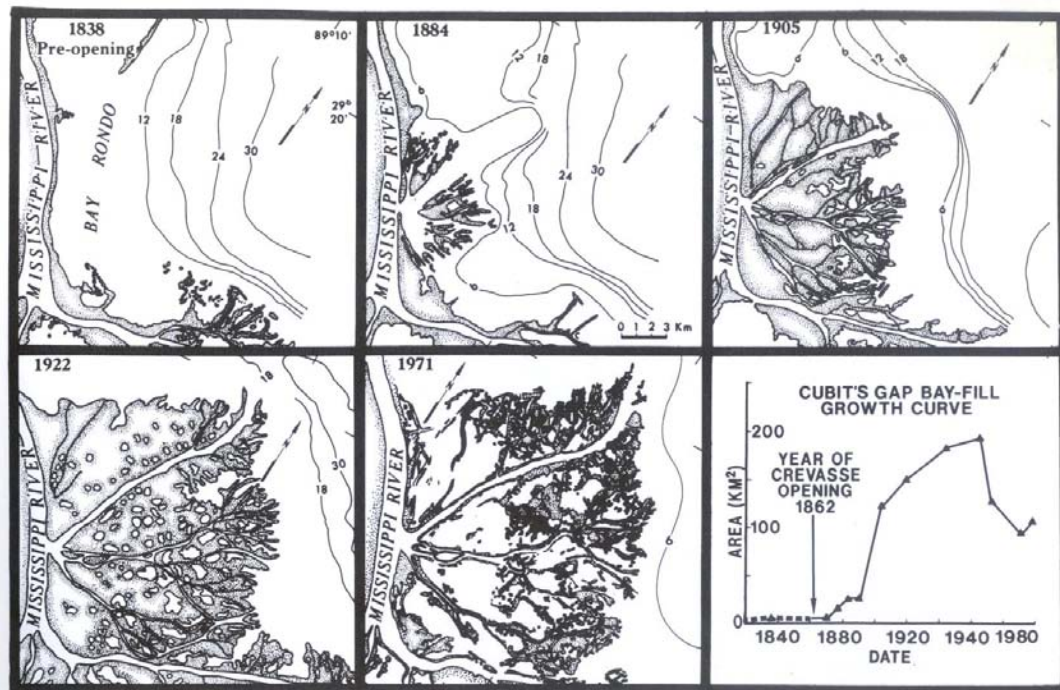 1838
Pre-opening
89°10'
29°
20'
MISSISSIPPI RIVER
BAY RONDO
12
18
24
30
N
1884
6
12
18
N
MISSISSIPPI RIVER
24
30
18
12
6
0 1 2 3 Km
1905
6
12
18
N
MISSISSIPPI RIVER
6
1922
18
N
30
18
MISSISSIPPI RIVER
1971
N
MISSISSIPPI RIVER
6
CUBIT'S GAP BAY-FILL
GROWTH CURVE
YEAR OF
CREVASSE
OPENING
1862
AREA (KM²)
200
100
0
1840 1880 1920 1940 1980
DATE